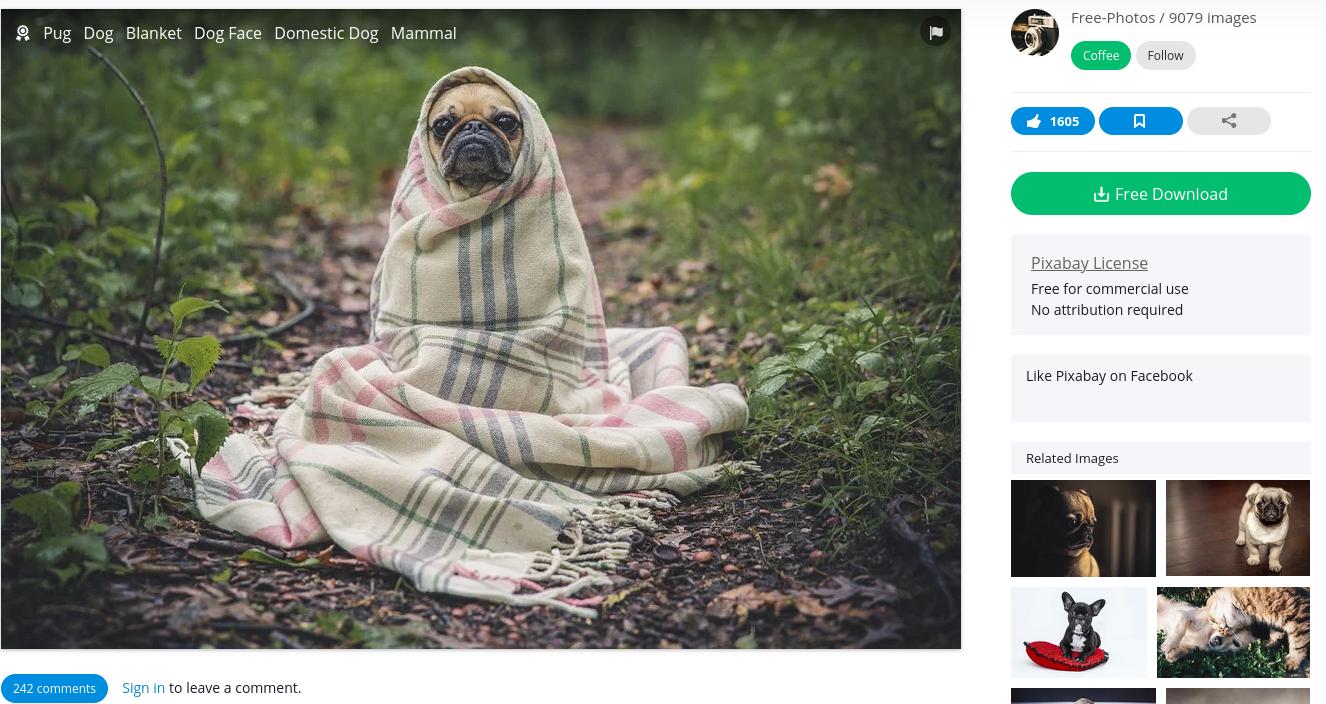 Pug Dog Blanket Dog Face Domestic Dog Mammal
Free-Photos / 9079 images
Coffee Follow
1605
Free Download
Pixabay License
Free for commercial use
No attribution required
Like Pixabay on Facebook
Related Images
242 comments Sign in to leave a comment.